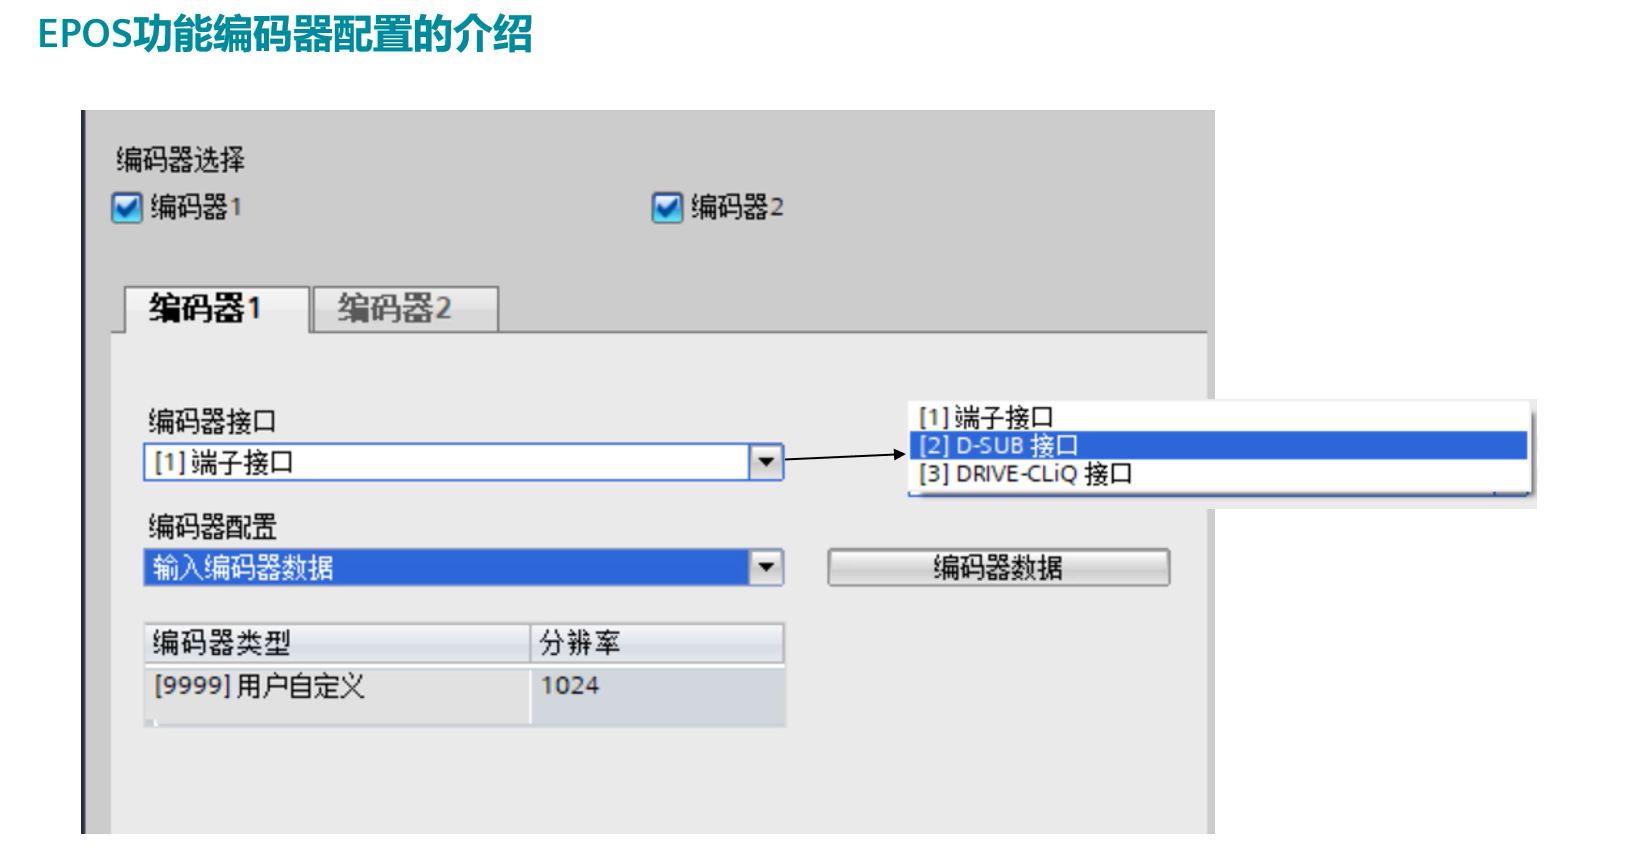 EPOS功能编码器配置的介绍
编码器选择
编码器1
编码器2
编码器1
编码器2
编码器接口
[1] 端子接口
[1] 端子接口
[2] D-SUB 接口
[3] DRIVE-CLiQ 接口
编码器配置
输入编码器数据
编码器数据
编码器类型
分辨率
[9999] 用户自定义
1024